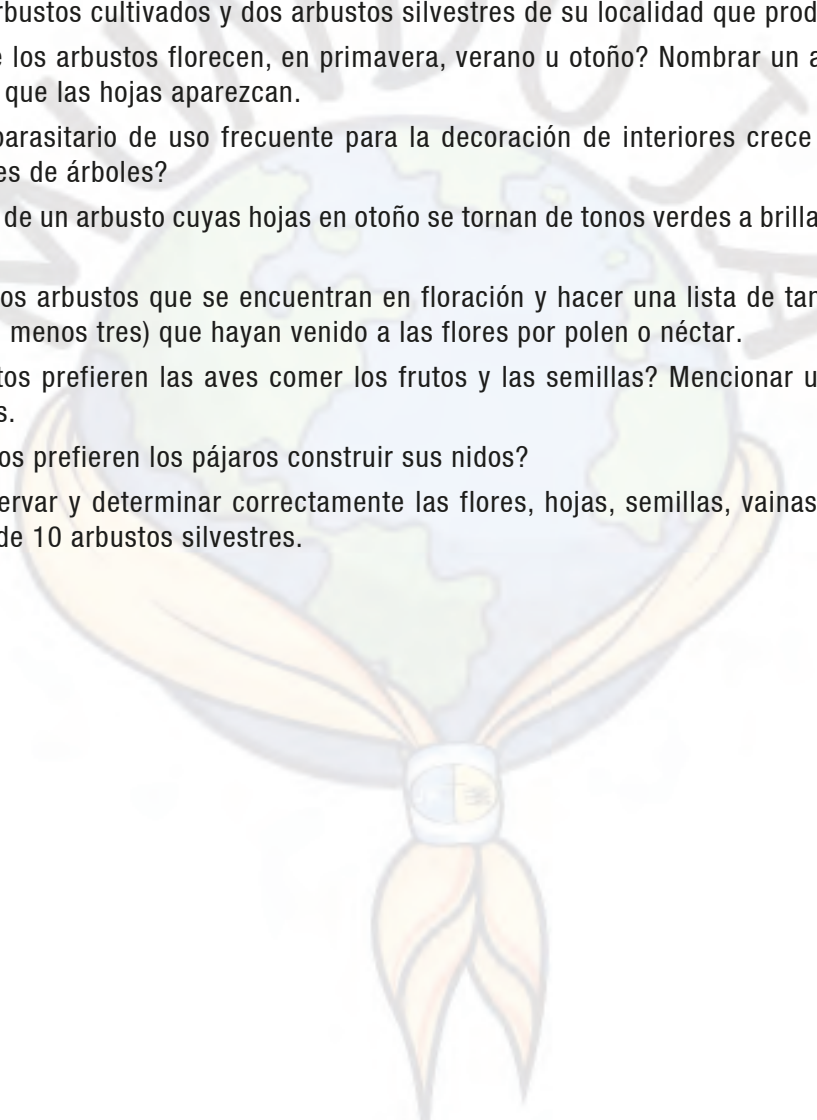 rbustos cultivados y dos arbustos silvestres de su localidad que prod
e los arbustos florecen, en primavera, verano u otoño? Nombrar un a
que las hojas aparezcan.
parasitario de uso frecuente para la decoración de interiores crece
es de árboles?
de un arbusto cuyas hojas en otoño se tornan de tonos verdes a brilla
os arbustos que se encuentran en floración y hacer una lista de tan
menos tres) que hayan venido a las flores por polen o néctar.
tos prefieren las aves comer los frutos y las semillas? Mencionar u
s.
os prefieren los pájaros construir sus nidos?
ervar y determinar correctamente las flores, hojas, semillas, vainas
de 10 arbustos silvestres.
MUNDO JA